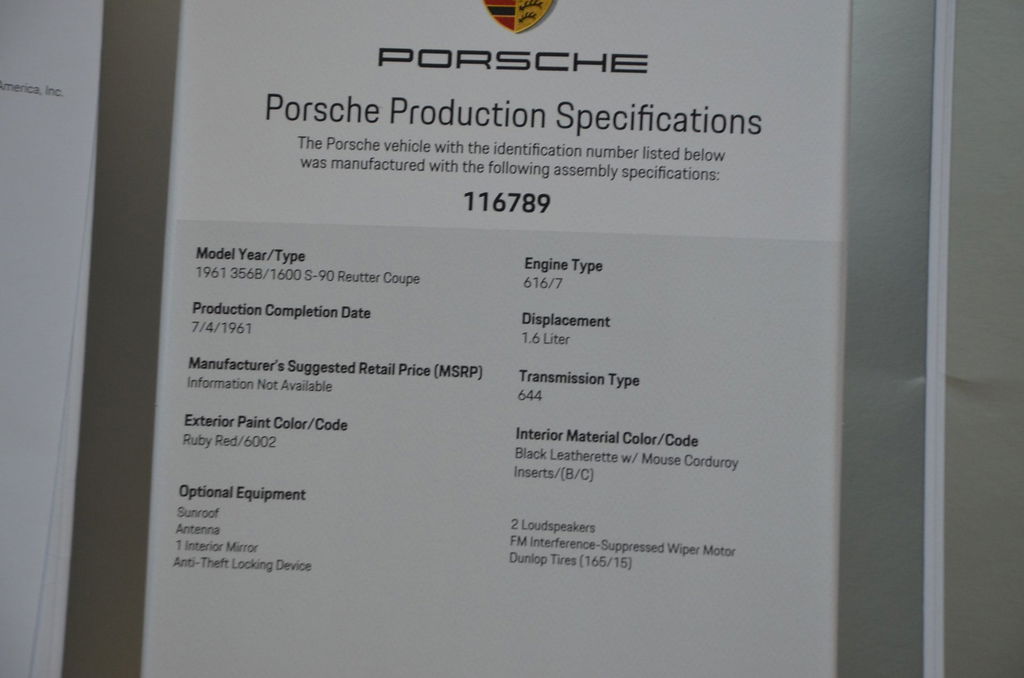 America, Inc.
PORSCHE
Porsche Production Specifications
The Porsche vehicle with the identification number listed below
was manufactured with the following assembly specifications:
116789
Model Year/Type
1961 356B/1600 S-90 Reutter Coupe
Production Completion Date
7/4/1961
Manufacturer's Suggested Retail Price (MSRP)
Information Not Available
Exterior Paint Color/Code
Ruby Red/6002
Optional Equipment
Sunroof
Antenna
1 Interior Mirror
Anti-Theft Locking Device
Engine Type
616/7
Displacement
1.6 Liter
Transmission Type
644
Interior Material Color/Code
Black Leatherette w/ Mouse Corduroy
Inserts/(B/C)
2 Loudspeakers
FM Interference-Suppressed Wiper Motor
Dunlop Tires (165/15)